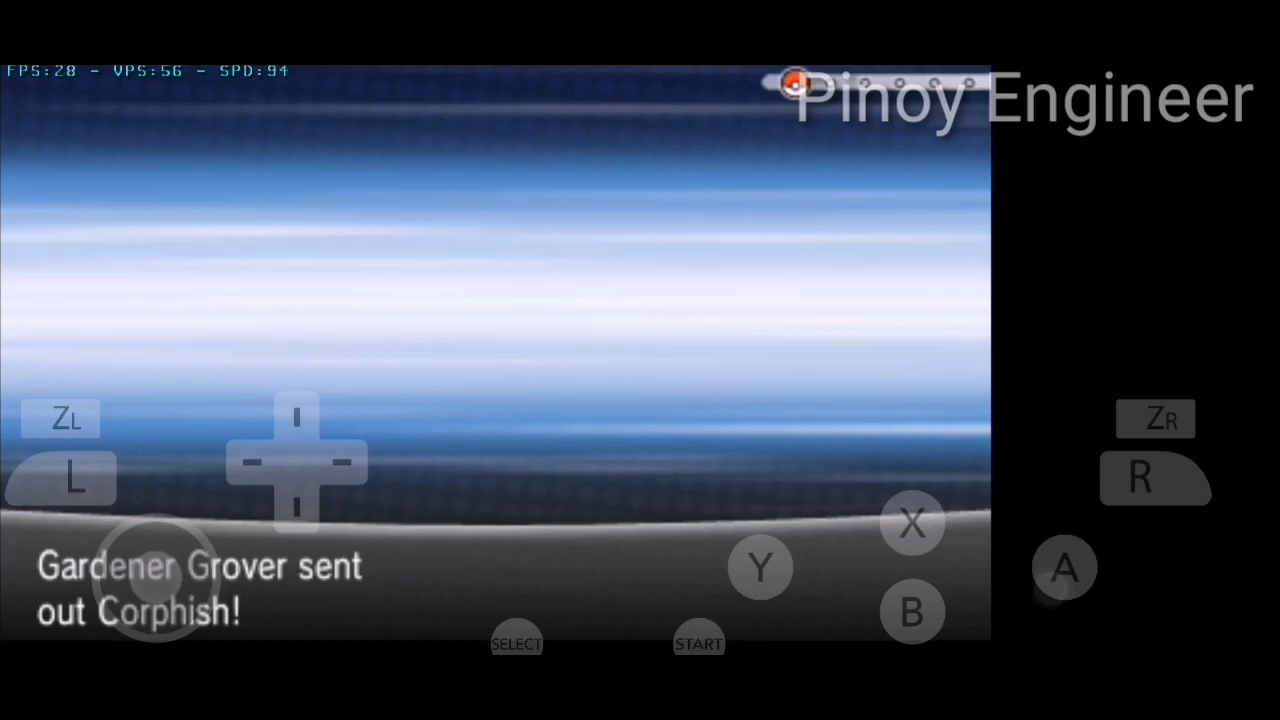 FPS:28 - VPS:56 - SPD:94
Pinoy Engineer
ZL
ZR
L
R
X
Y
A
B
Gardener Grover sent
out Corphish!
SELECT
START